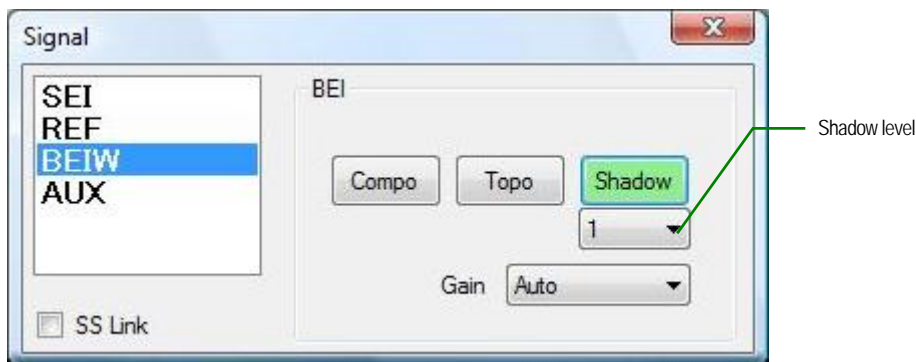 Signal
SEI
REF
BEIW
AUX
SS Link
BEI
Compo
Topo
Shadow
1
Gain
Auto
Shadow level